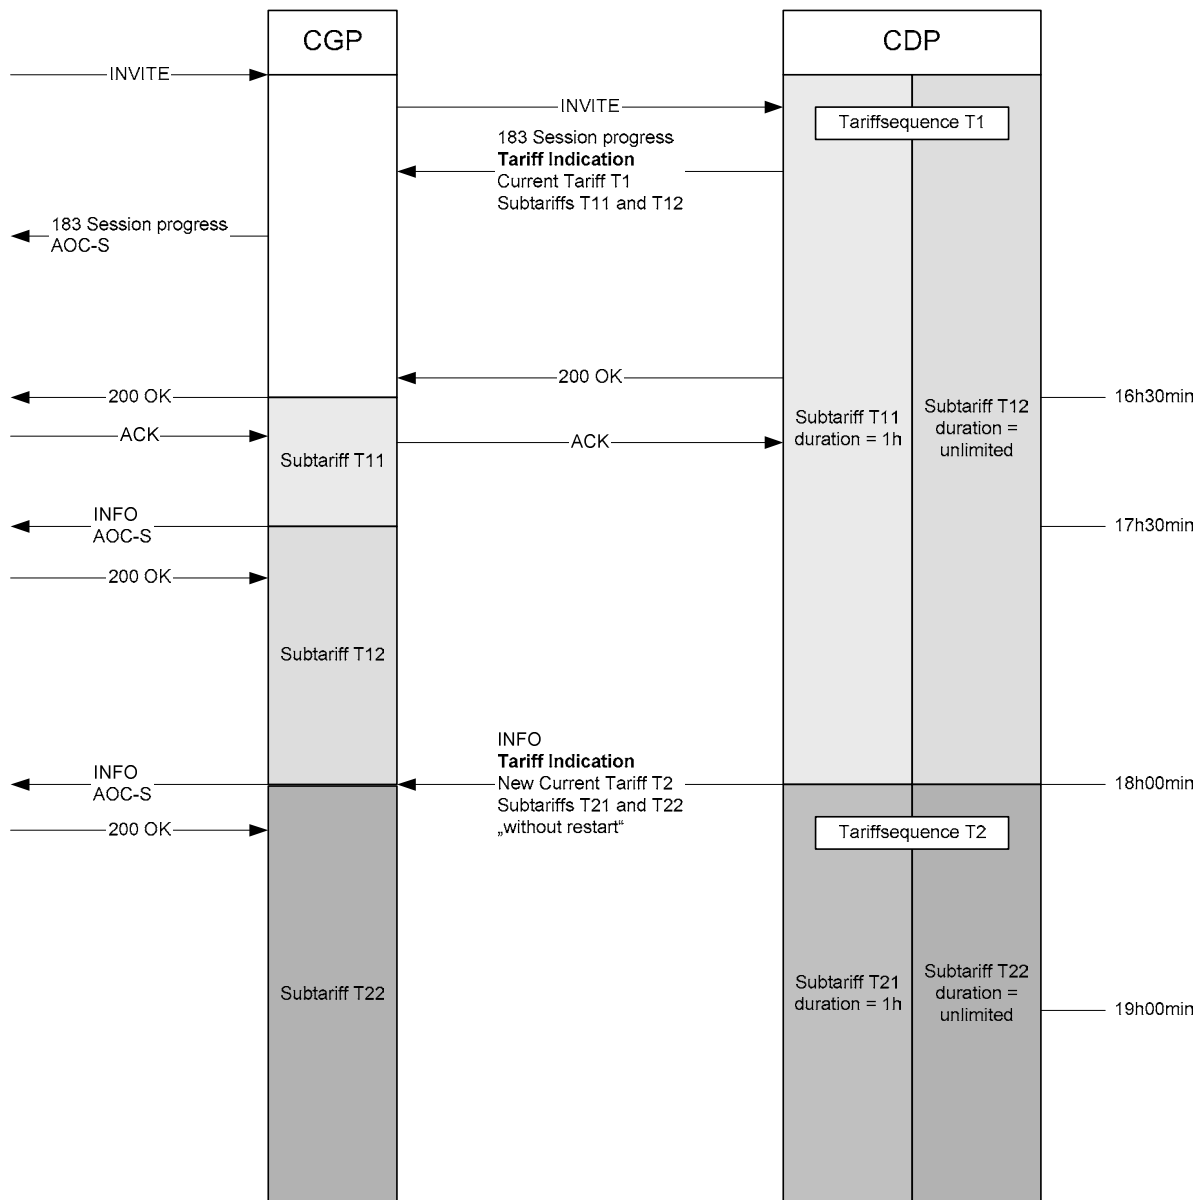 CGP
CDP
INVITE
INVITE
Tariffsequence T1
183 Session progress
Tariff Indication
Current Tariff T1
Subtariffs T11 and T12
183 Session progress
AOC-S
200 OK
200 OK
16h30min
ACK
ACK
Subtariff T11
Subtariff T11
duration = 1h
Subtariff T12
duration =
unlimited
INFO
AOC-S
17h30min
200 OK
Subtariff T12
INFO
Tariff Indication
New Current Tariff T2
Subtariffs T21 and T22
„without restart“
INFO
AOC-S
18h00min
200 OK
Tariffsequence T2
Subtariff T22
Subtariff T21
duration = 1h
Subtariff T22
duration =
unlimited
19h00min